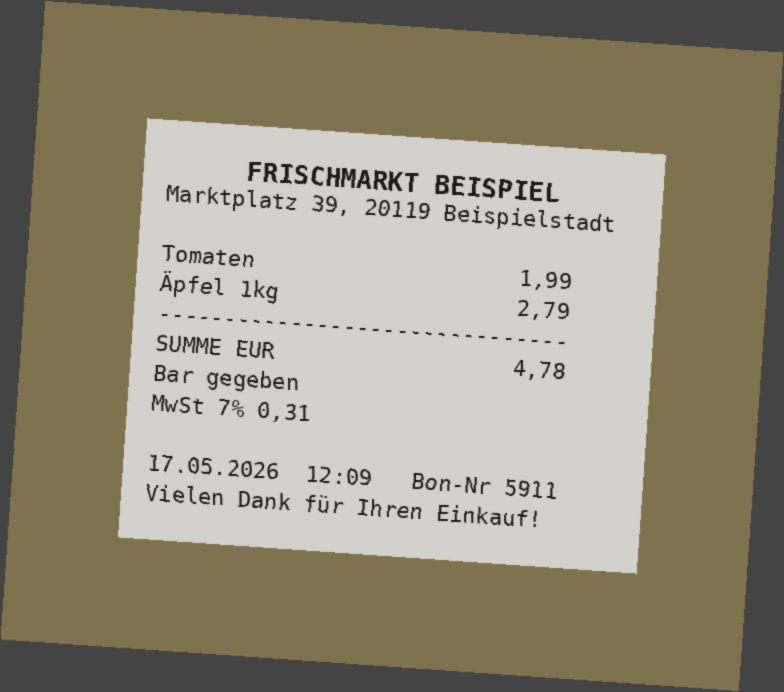 FRISCHMARKT BEISPIEL
Marktplatz 39, 20119 Beispielstadt
Tomaten 1,99
Äpfel 1kg 2,79
--------------------------------
SUMME EUR 4,78
Bar gegeben
MwSt 7% 0,31
17.05.2026 12:09 Bon-Nr 5911
Vielen Dank für Ihren Einkauf!